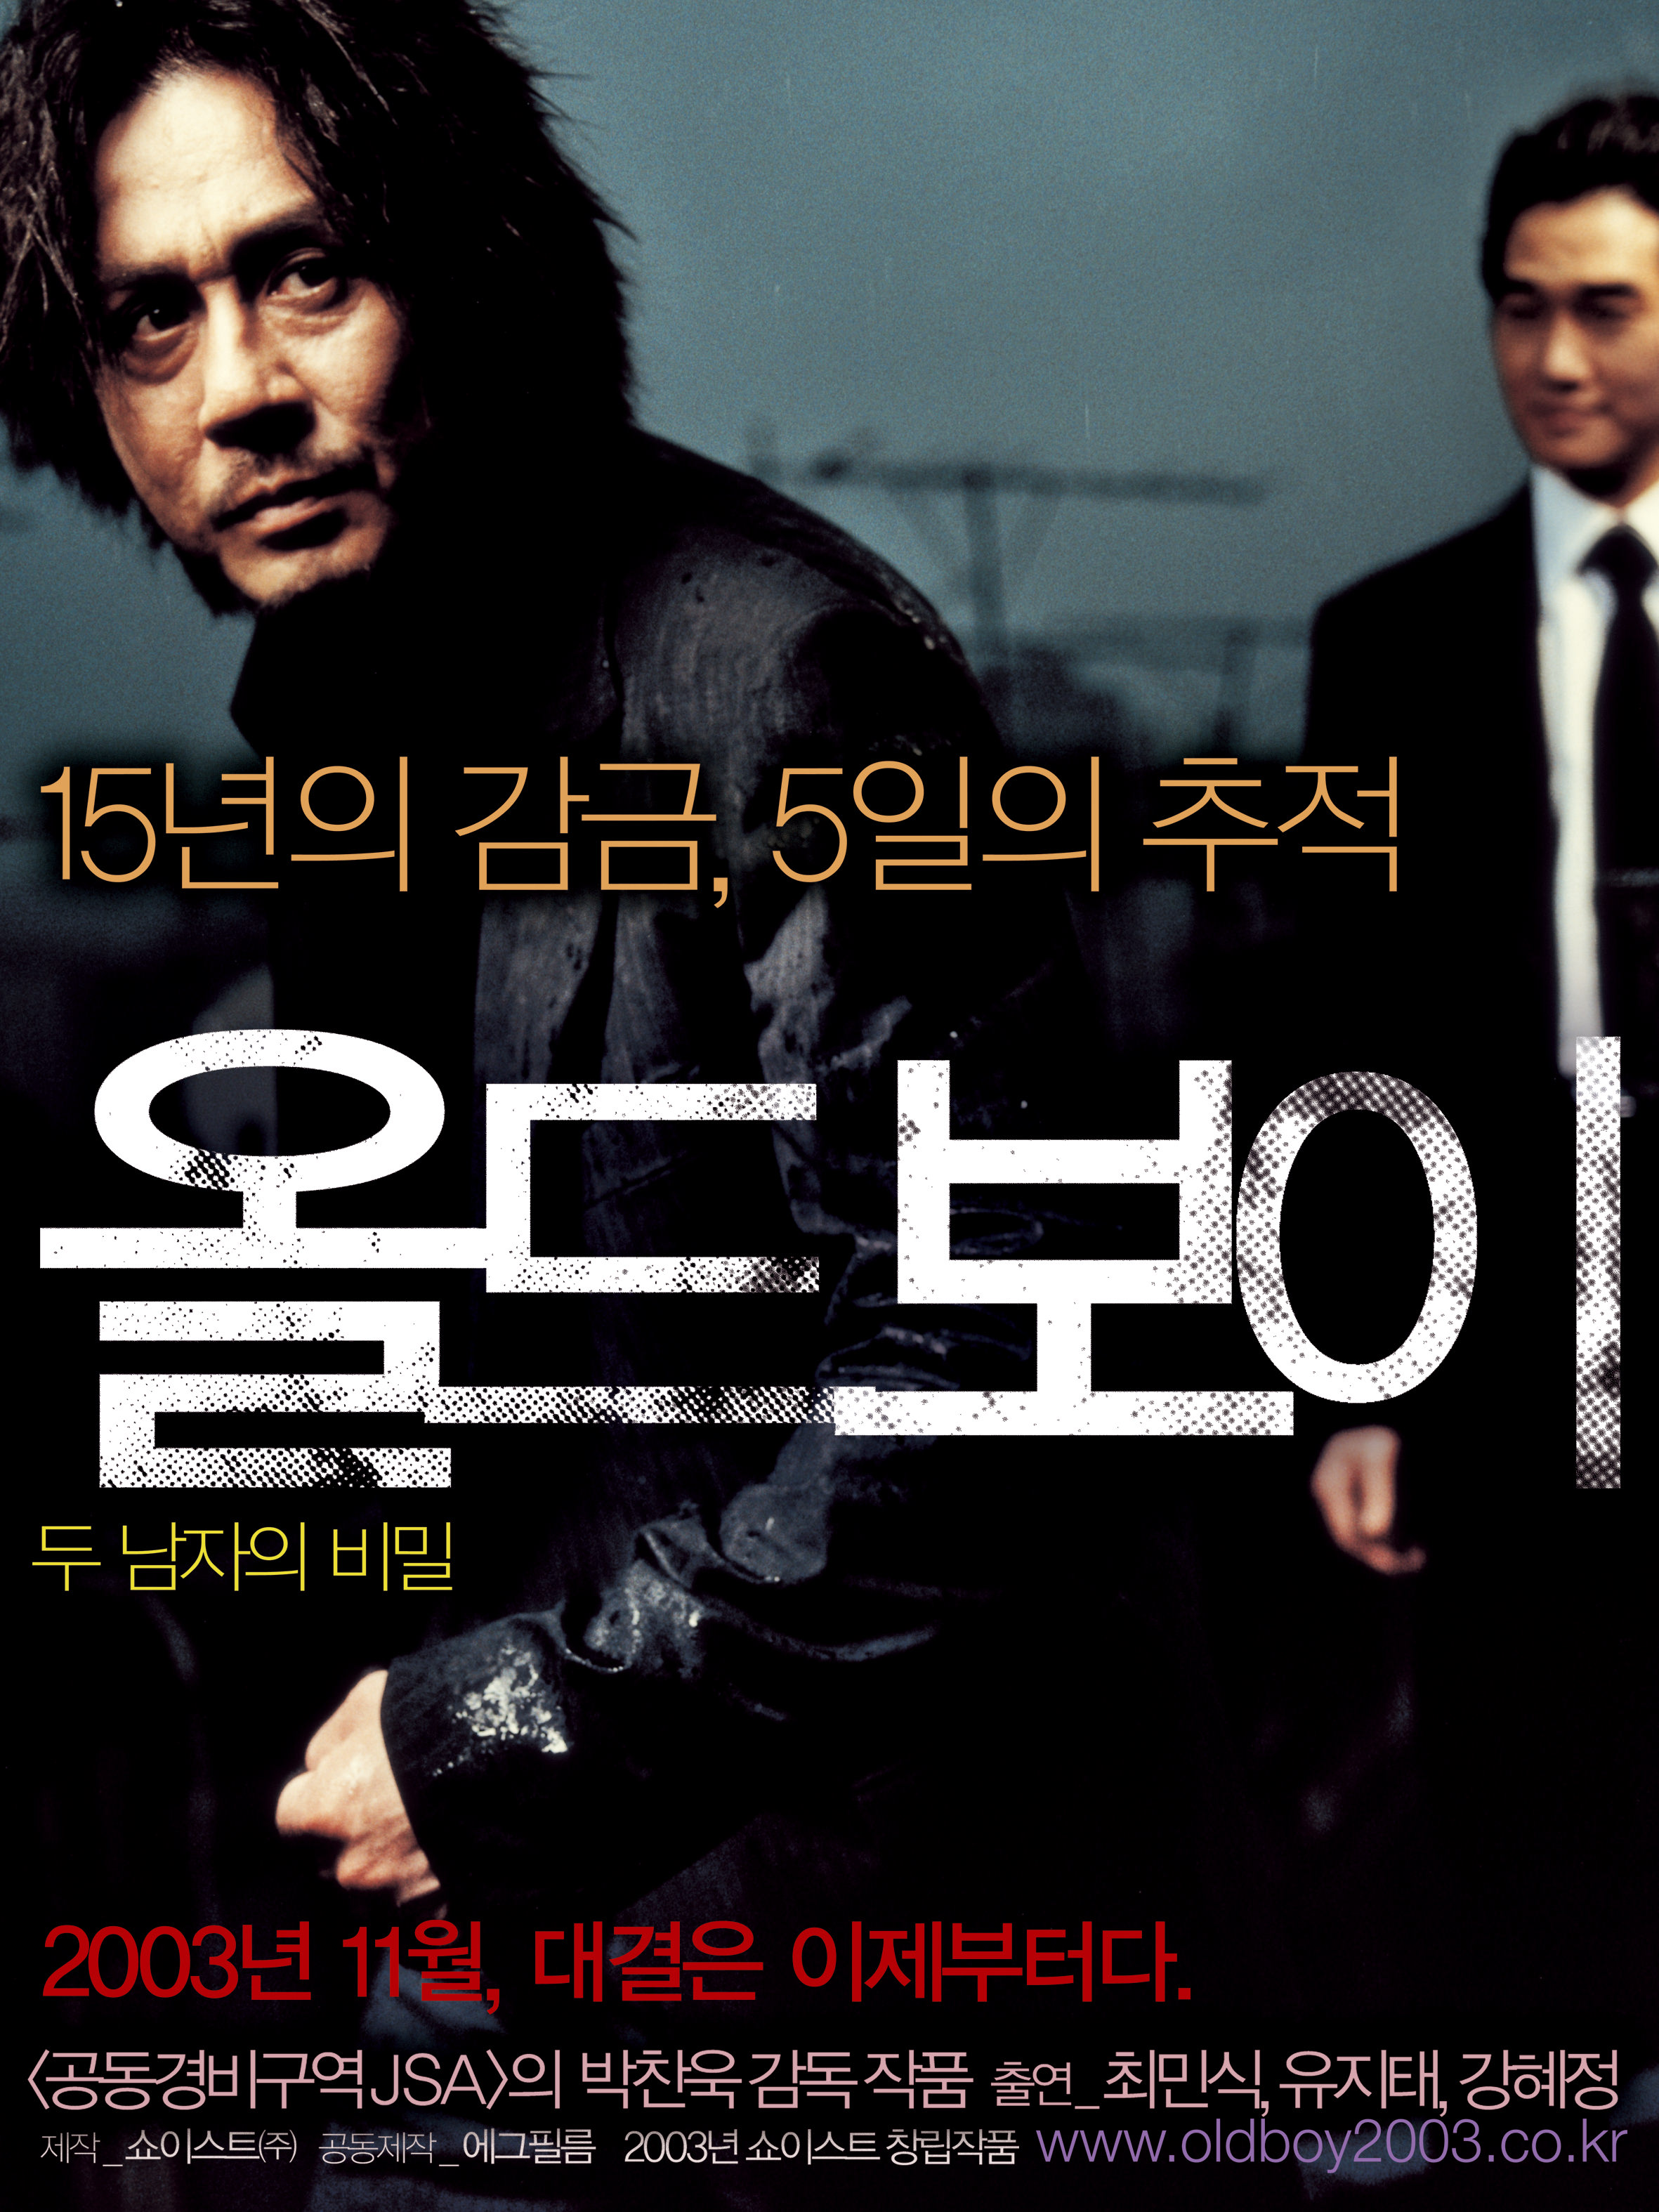 15년의 감금, 5일의 추적
올드보이
두 남자의 비밀
2003년 11월, 대결은 이제부터다.
<공동경비구역JSA>의 박찬욱 감독 작품 출연_최민식, 유지태, 강혜정
제작_쇼이스트(주) 공동제작_에그필름 2003년 쇼이스트 창립작품 www.oldboy2003.co.kr